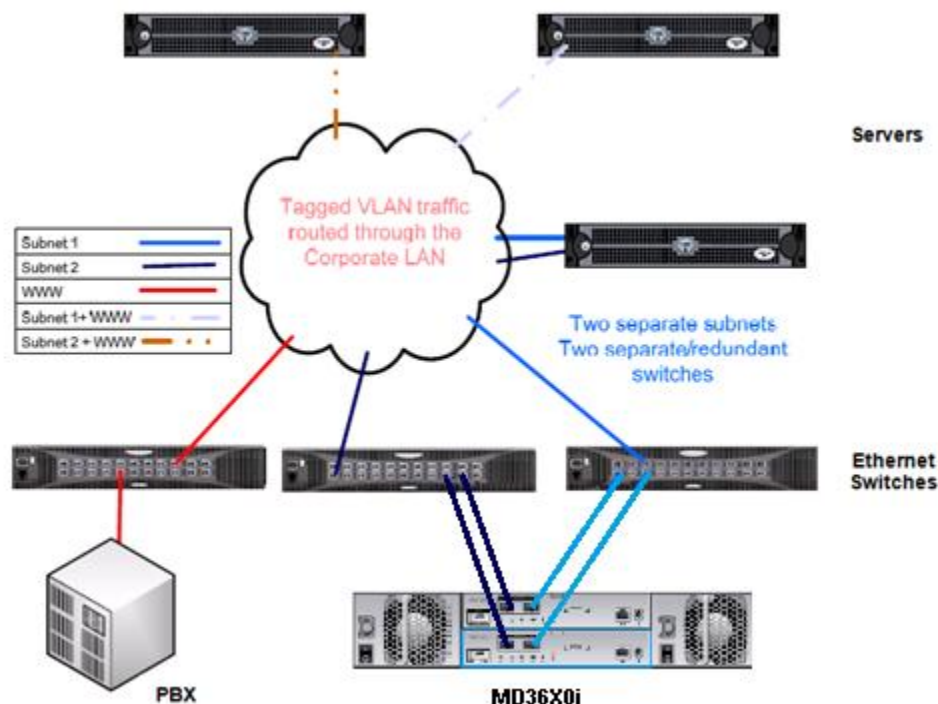 Servers
Tagged VLAN traffic
routed through the
Corporate LAN
Subnet 1
Subnet 2
WWW
Subnet 1+ WWW
Subnet 2 + WWW
Two separate subnets
Two separate/redundant
switches
Ethernet
Switches
PBX
MD36X0i